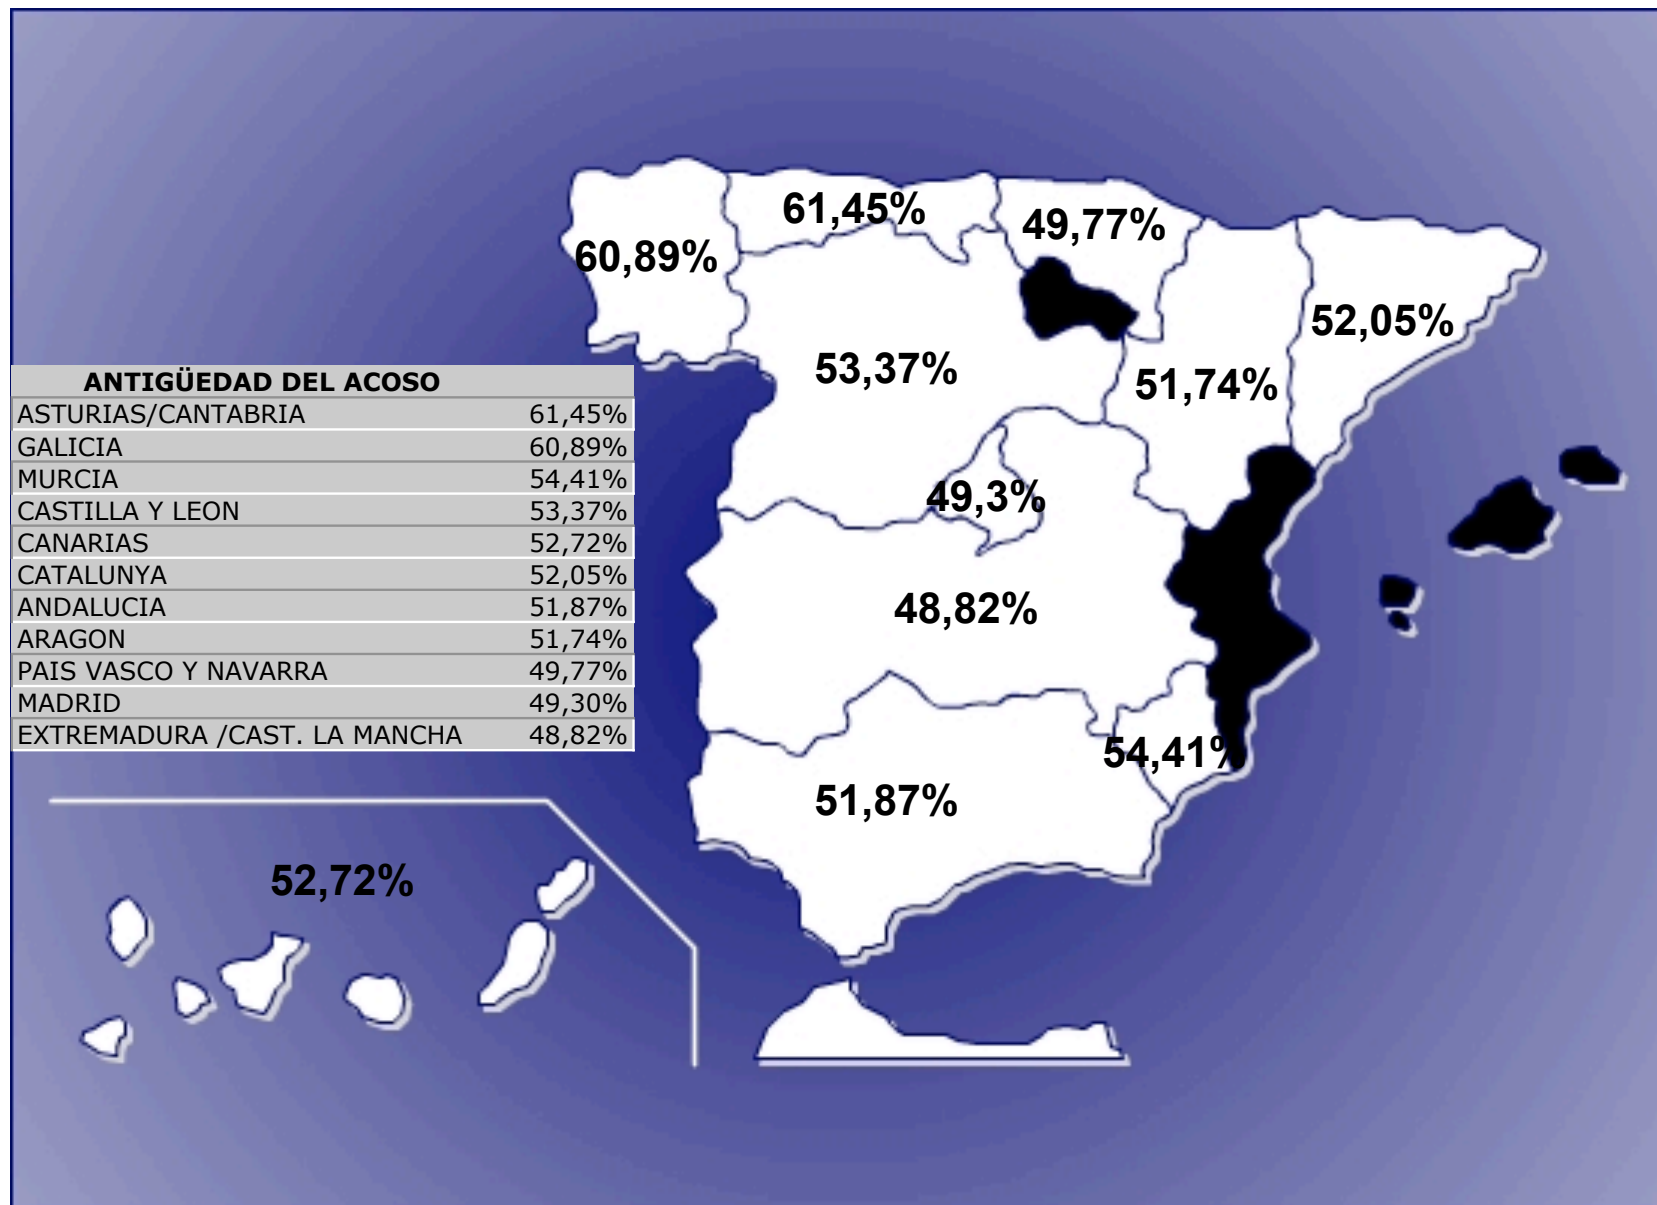 61,45%
49,77%
60,89%
52,05%
53,37%
51,74%
ANTIGÜEDAD DEL ACOSO
ASTURIAS/CANTABRIA 61,45%
GALICIA 60,89%
MURCIA 54,41%
CASTILLA Y LEON 53,37%
CANARIAS 52,72%
CATALUNYA 52,05%
ANDALUCIA 51,87%
ARAGON 51,74%
PAIS VASCO Y NAVARRA 49,77%
MADRID 49,30%
EXTREMADURA /CAST. LA MANCHA 48,82%
49,3%
48,82%
54,41%
51,87%
52,72%